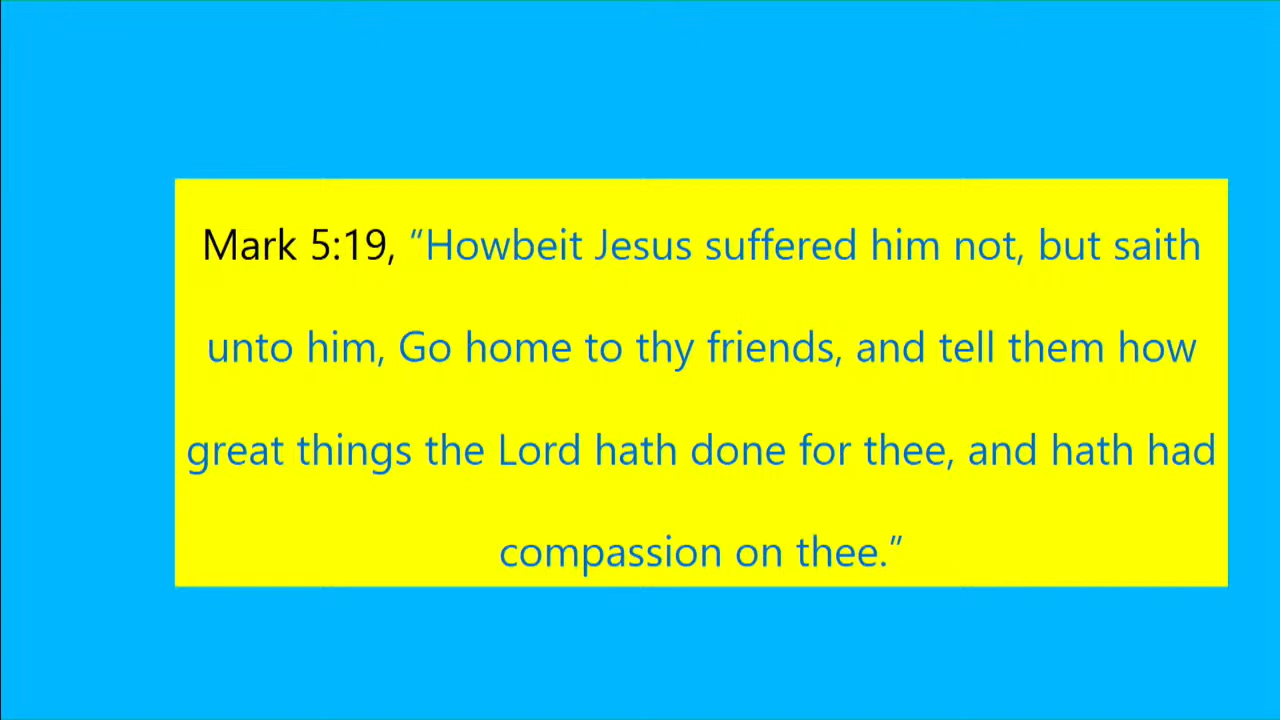 Mark 5:19, “Howbeit Jesus suffered him not, but saith
unto him, Go home to thy friends, and tell them how
great things the Lord hath done for thee, and hath had
compassion on thee.”